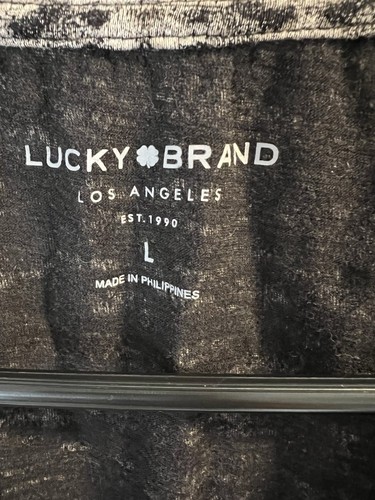 LUCKY BRAND
LOS ANGELES
EST. 1990
L
MADE IN PHILIPPINES